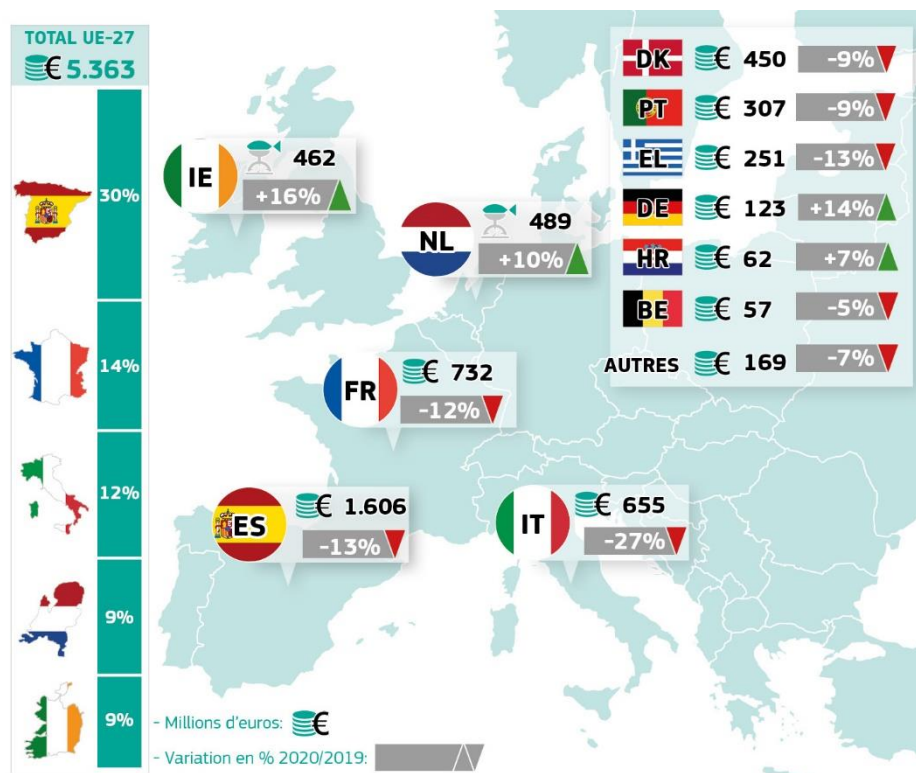 TOTAL UE-27
€ 5.363
30%
14%
12%
9%
9%
IE
462
+16%
NL
489
+10%
FR
€ 732
-12%
ES
€ 1.606
-13%
IT
€ 655
-27%
DK € 450 -9%
PT € 307 -9%
EL € 251 -13%
DE € 123 +14%
HR € 62 +7%
BE € 57 -5%
AUTRES € 169 -7%
- Millions d'euros: €
- Variation en % 2020/2019: